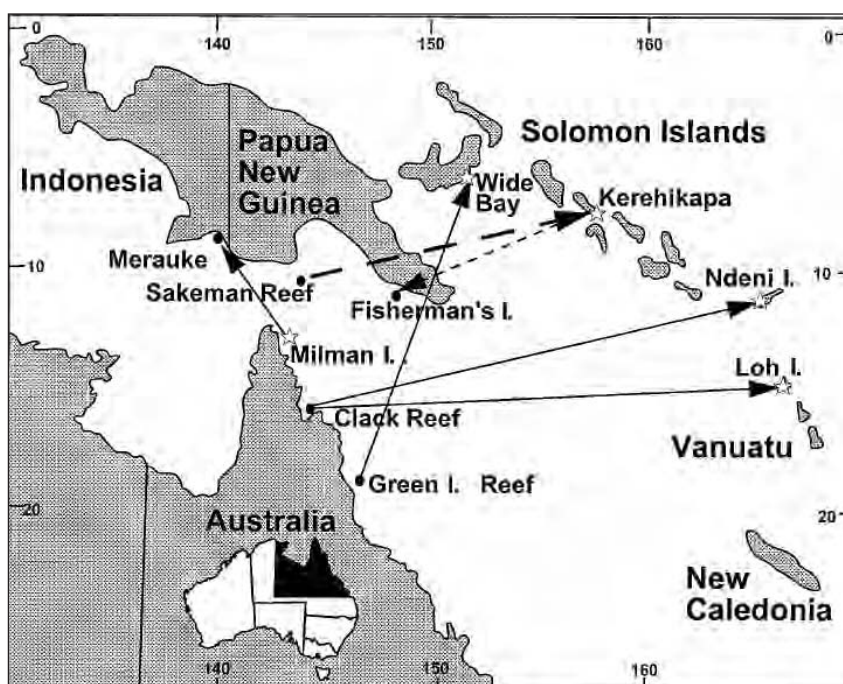 0
140
150
160
0
Papua
New
Guinea
Solomon Islands
Indonesia
Wide
Bay
Kerehikapa
Merauke
10
Sakeman Reef
Ndeni I.
10
Fisherman's I.
Milman I.
Loh I.
Clack Reef
Vanuatu
Green I. Reef
20
Australia
20
New
Caledonia
140
150
160